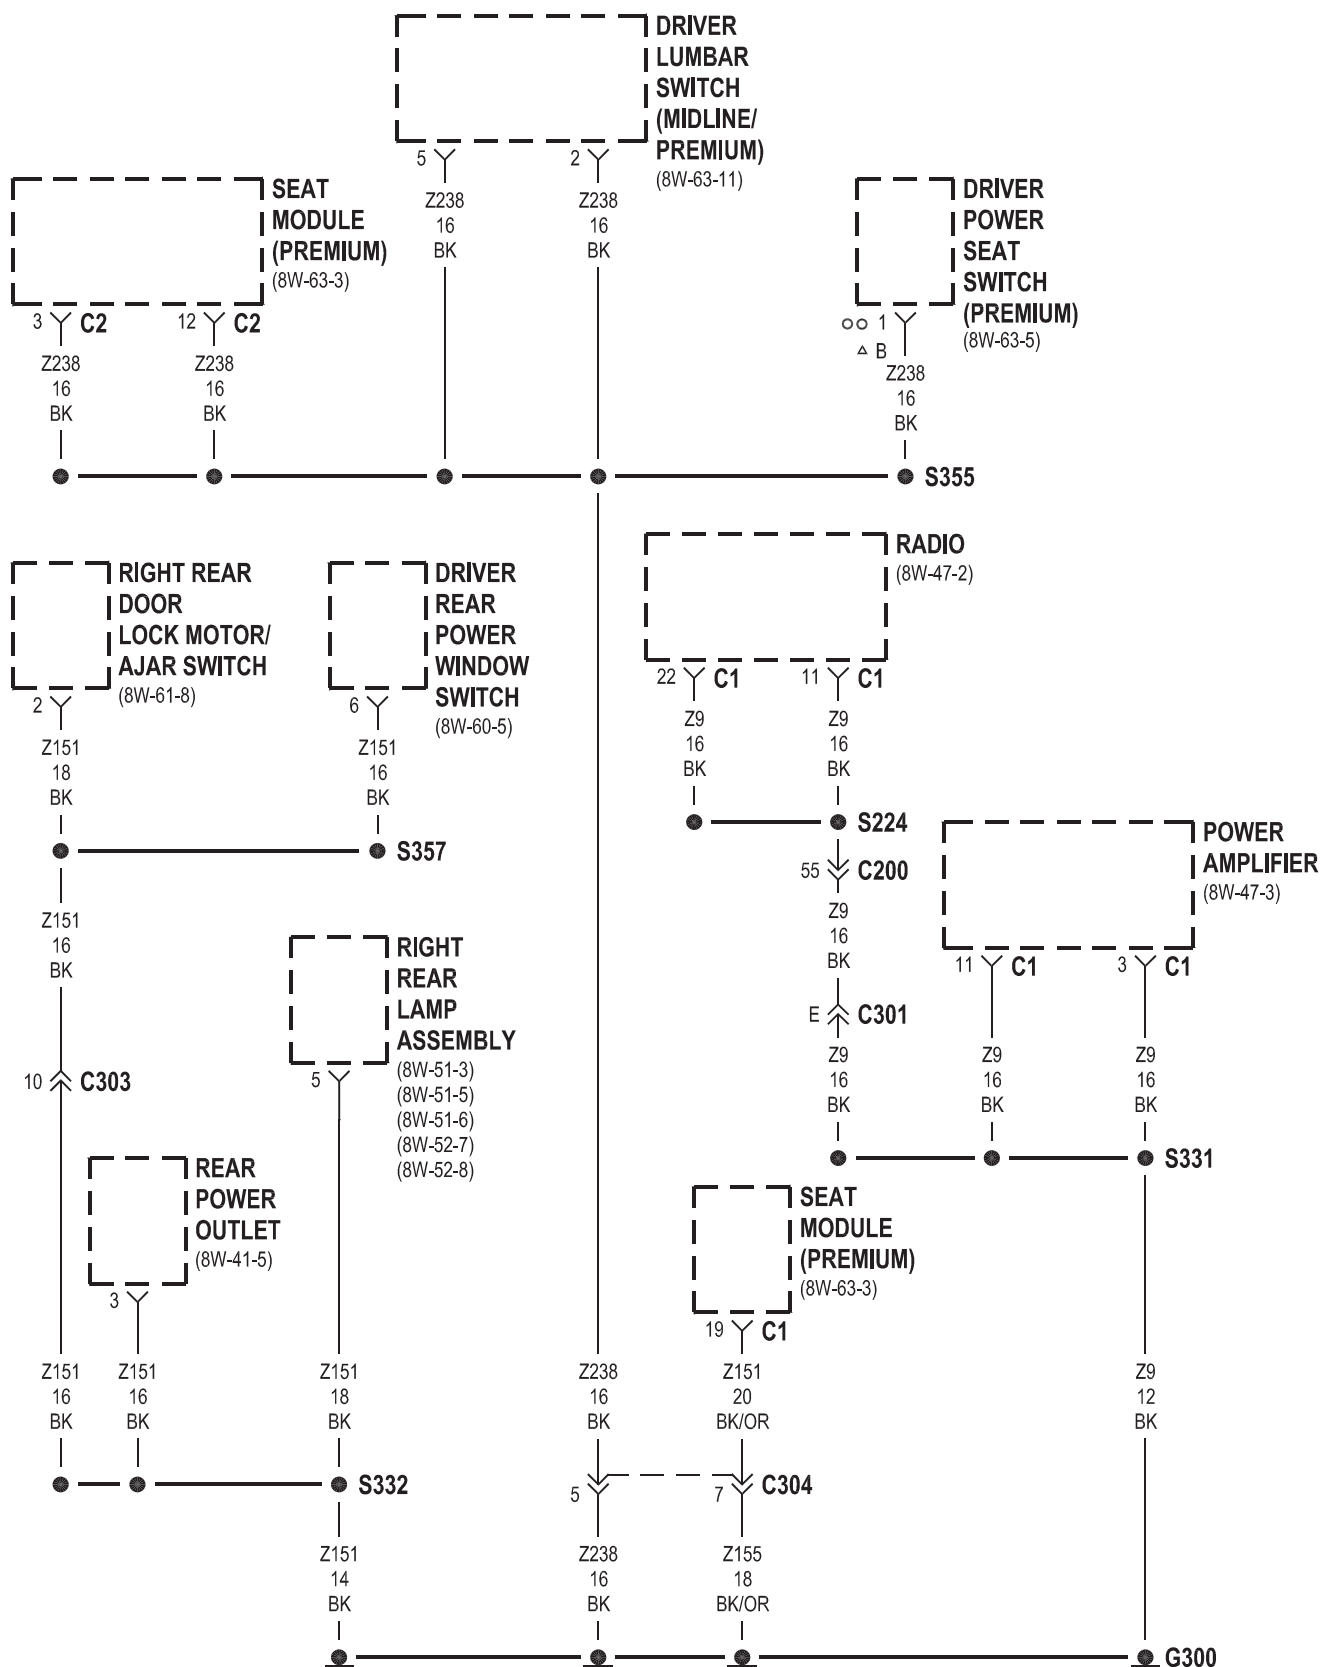 DRIVER
LUMBAR
SWITCH
(MIDLINE/
PREMIUM)
(8W-63-11)
5
2
Z238
16
BK
Z238
16
BK
SEAT
MODULE
(PREMIUM)
(8W-63-3)
3
C2
12
C2
Z238
16
BK
Z238
16
BK
DRIVER
POWER
SEAT
SWITCH
(PREMIUM)
(8W-63-5)
1
B
Z238
16
BK
S355
RIGHT REAR
DOOR
LOCK MOTOR/
AJAR SWITCH
(8W-61-8)
2
Z151
18
BK
DRIVER
REAR
POWER
WINDOW
SWITCH
(8W-60-5)
6
Z151
16
BK
S357
RADIO
(8W-47-2)
22
C1
11
C1
Z9
16
BK
Z9
16
BK
S224
55
C200
Z9
16
BK
E
C301
Z9
16
BK
POWER
AMPLIFIER
(8W-47-3)
11
C1
3
C1
Z9
16
BK
Z9
16
BK
S331
Z151
16
BK
10
C303
RIGHT
REAR
LAMP
ASSEMBLY
(8W-51-3)
(8W-51-5)
(8W-51-6)
(8W-52-7)
(8W-52-8)
5
REAR
POWER
OUTLET
(8W-41-5)
3
SEAT
MODULE
(PREMIUM)
(8W-63-3)
19
C1
Z151
16
BK
Z151
16
BK
Z151
18
BK
Z238
16
BK
Z151
20
BK/OR
Z9
12
BK
S332
5
7
C304
Z151
14
BK
Z238
16
BK
Z155
18
BK/OR
G300